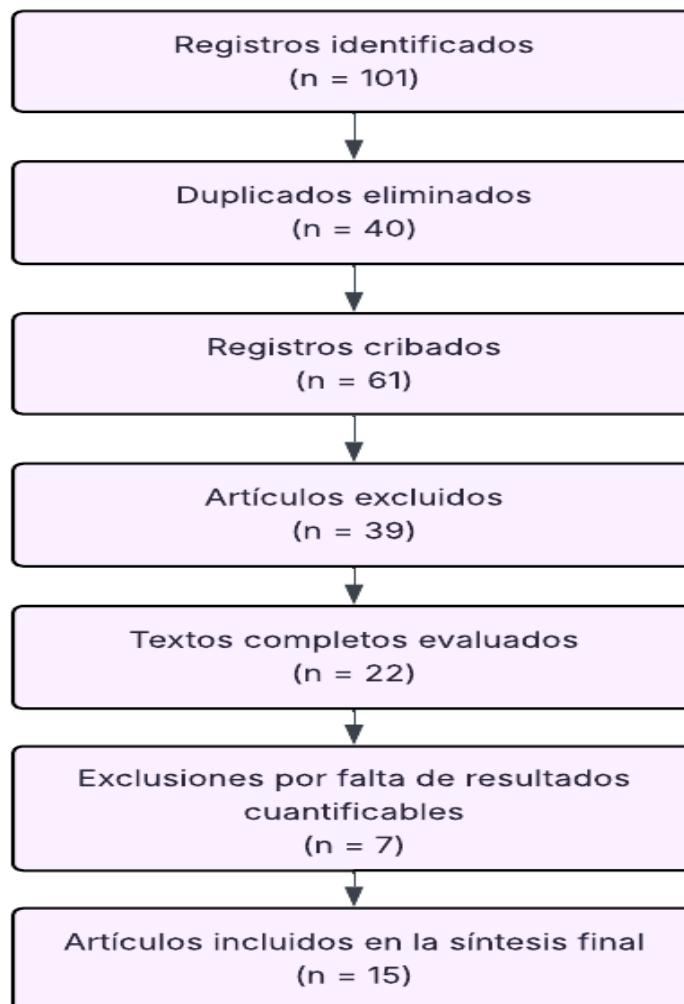 Registros identificados
(n = 101)
Duplicados eliminados
(n = 40)
Registros cribados
(n = 61)
Artículos excluidos
(n = 39)
Textos completos evaluados
(n = 22)
Exclusiones por falta de resultados
cuantificables
(n = 7)
Artículos incluidos en la síntesis final
(n = 15)